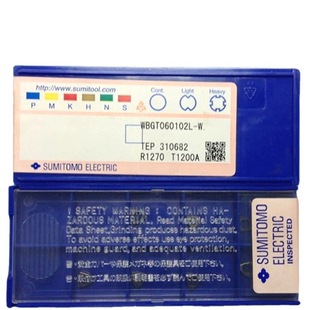 http://www.sumitool.com
Cont. Light Heavy
P M K H N S
WBGT060102L-W
TEP 310682
R1270 T1200A
SUMITOMO ELECTRIC
! SAFETY WARNING : CONTAINS HA-
ZARDOUS MATERIAL. Read Material Safety
Data Sheet,Grinding produces hazardous dust.
To avoid adverse effects use eye protection,
machine guard, and adequate ventilation.
SUMITOMO
ELECTRIC
INSPECTED